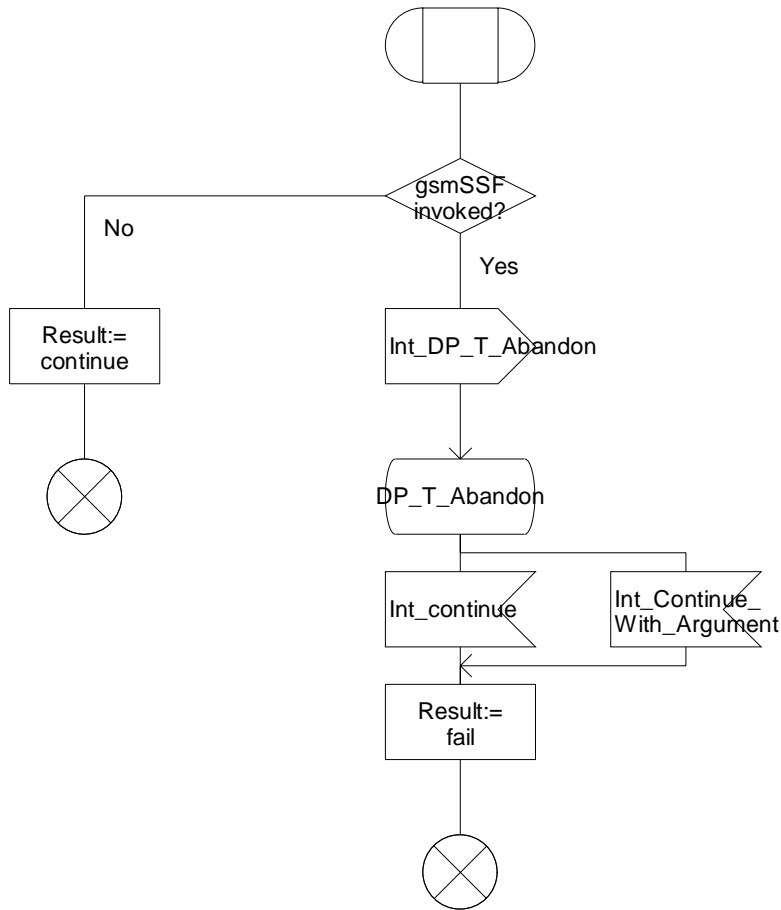 gsmSSF
invoked?
No
Yes
Result:=
continue
Int_DP_T_Abandon
DP_T_Abandon
Int_continue
Int_Continue_
With_Argument
Result:=
fail